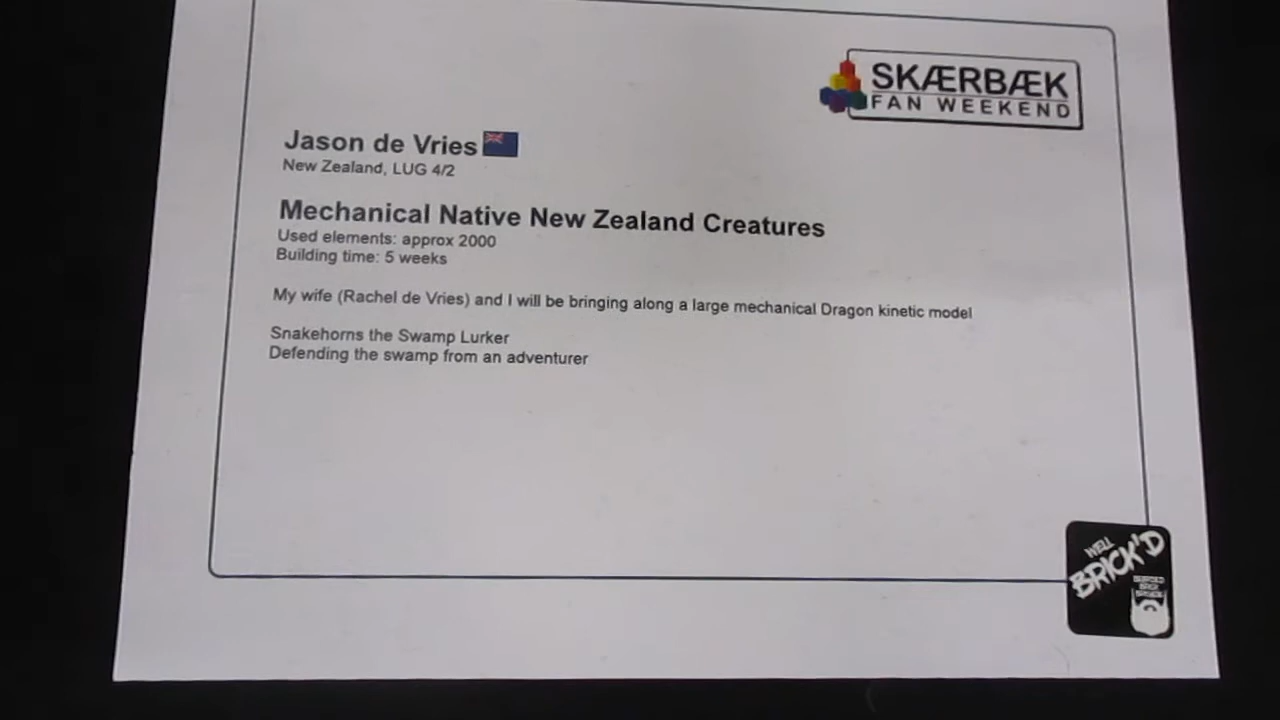 SKÆRBÆK
FAN WEEKEND
Jason de Vries
New Zealand, LUG 4/2
Mechanical Native New Zealand Creatures
Used elements: approx 2000
Building time: 5 weeks
My wife (Rachel de Vries) and I will be bringing along a large mechanical Dragon kinetic model
Snakehorns the Swamp Lurker
Defending the swamp from an adventurer
WELL
BRICK'D